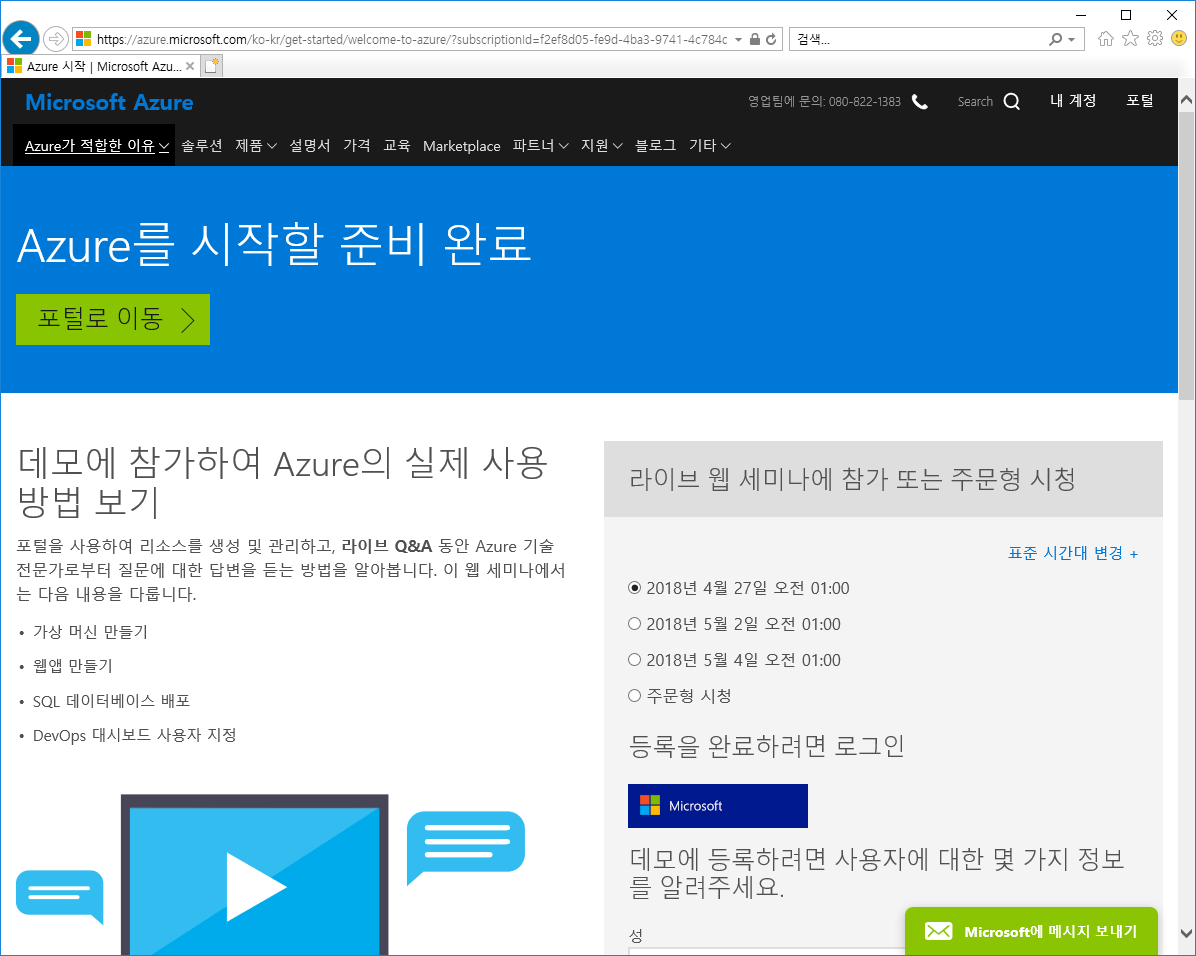 https://azure.microsoft.com/ko-kr/get-started/welcome-to-azure/?subscriptionId=f2ef8d05-fe9d-4ba3-9741-4c784c
검색...
Azure 시작 | Microsoft Azu...
Microsoft Azure
영업팀에 문의: 080-822-1383
Search
내 계정
포털
Azure가 적합한 이유 솔루션 제품 설명서 가격 교육 Marketplace 파트너 지원 블로그 기타
Azure를 시작할 준비 완료
포털로 이동
데모에 참가하여 Azure의 실제 사용
방법 보기
포털을 사용하여 리소스를 생성 및 관리하고, 라이브 Q&A 동안 Azure 기술
전문가로부터 질문에 대한 답변을 듣는 방법을 알아봅니다. 이 웹 세미나에서
는 다음 내용을 다룹니다.
• 가상 머신 만들기
• 웹앱 만들기
• SQL 데이터베이스 배포
• DevOps 대시보드 사용자 지정
라이브 웹 세미나에 참가 또는 주문형 시청
표준 시간대 변경 +
2018년 4월 27일 오전 01:00
2018년 5월 2일 오전 01:00
2018년 5월 4일 오전 01:00
주문형 시청
등록을 완료하려면 로그인
Microsoft
데모에 등록하려면 사용자에 대한 몇 가지 정보
를 알려주세요.
성
Microsoft에 메시지 보내기